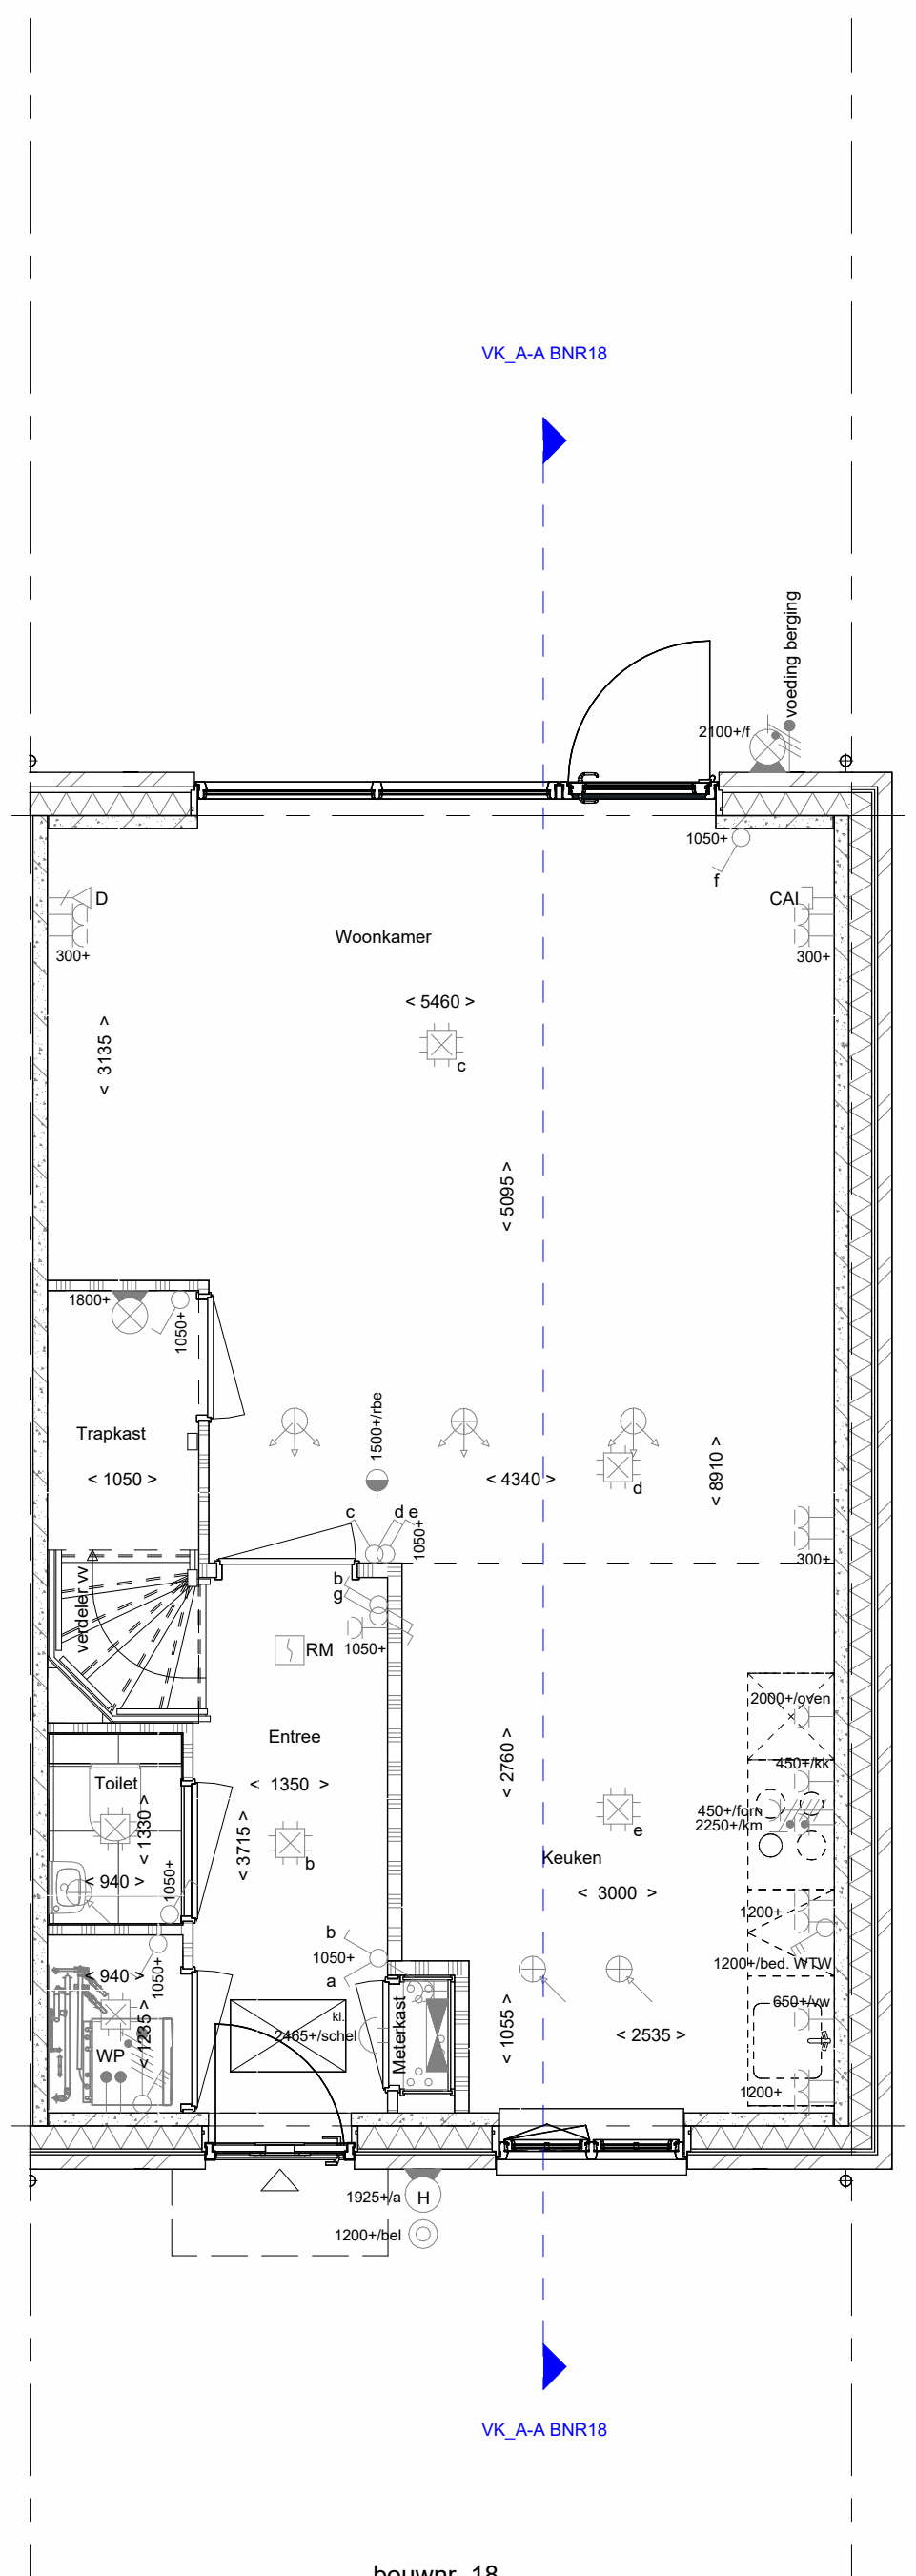 VK_A-A BNR18
voeding berging
2100+/f
1050+
f
D
CAI
300+
300+
Woonkamer
< 5460 >
c
< 3135 >
< 5095 >
1800+
1050+
Trapkast
< 1050 >
1500+/rbe
< 4340 >
d
< 8910 >
c
d e
1050+
300+
verdeler vv
b
g
1050+
RM
2000+/oven
Entree
< 2760 >
450+/kk
Toilet
< 1350 >
< 1330 >
450+/forn
2250+/km
e
< 3715 >
b
Keuken
< 940 >
1050+
< 3000 >
1200+
b
1050+
a
1200+/bed. WTW
< 940 >
1050+
650+/vw
kl.
2465+/schel
Meterkast
< 1055 >
< 2535 >
WP
< 1285 >
1200+
1925+/a
H
1200+/bel
VK_A-A BNR18
bouwnr. 18